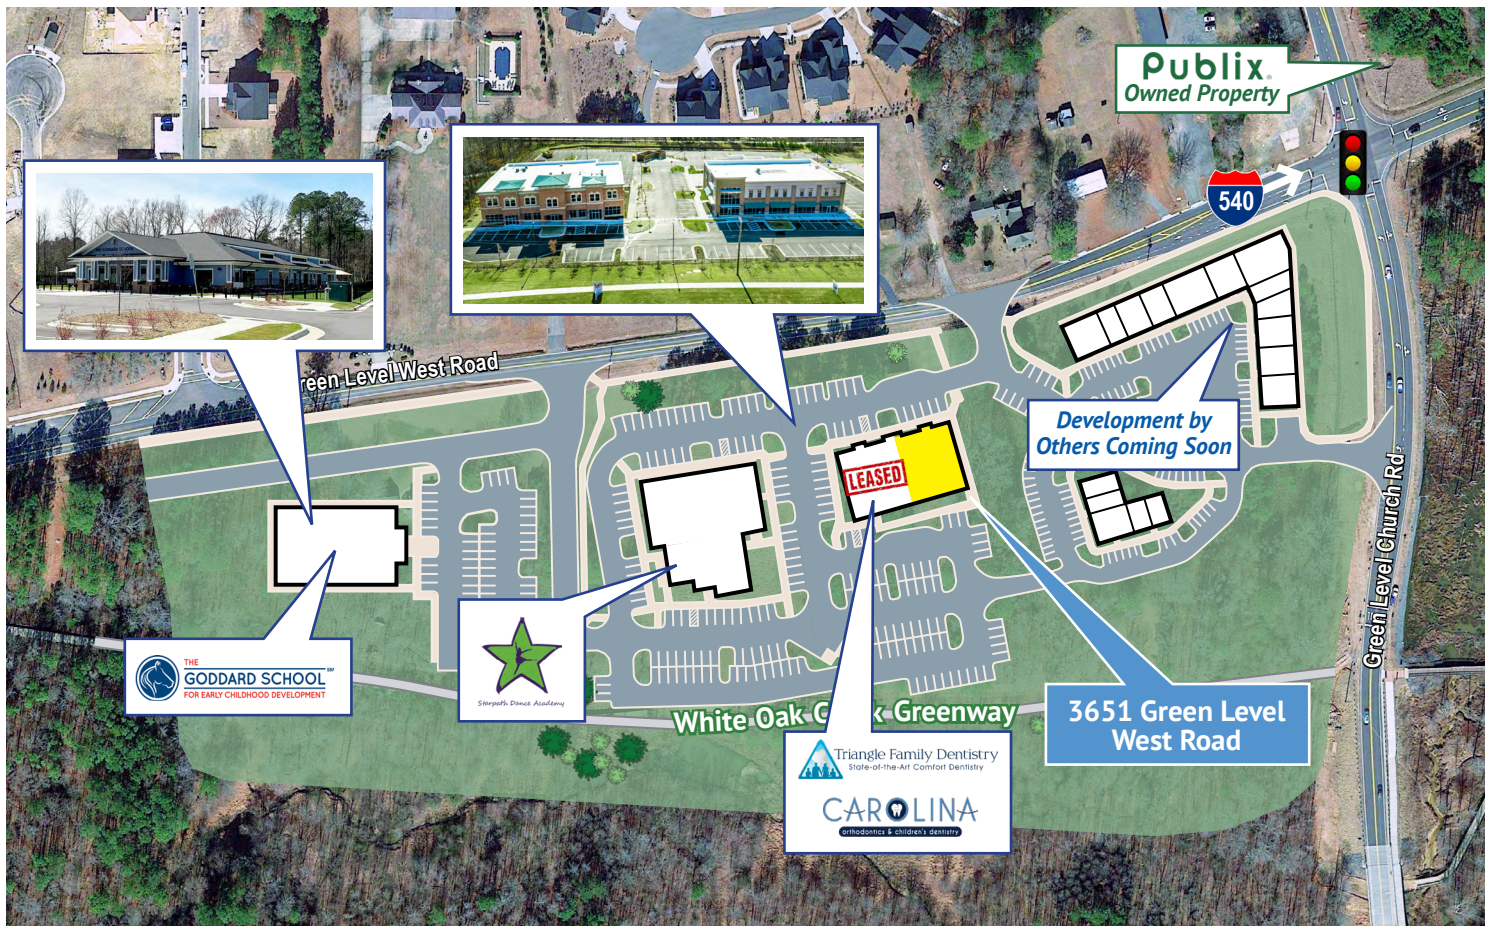 Publix
Owned Property
540
Green Level West Road
Development by
Others Coming Soon
LEASED
Green Level Church Rd.
THE
GODDARD SCHOOL
SM
FOR EARLY CHILDHOOD DEVELOPMENT
Starpath Dance Academy
White Oak Greenway
3651 Green Level
West Road
Triangle Family Dentistry
State-of-the-Art Comfort Dentistry
CAROLINA
orthodontics & children's dentistry